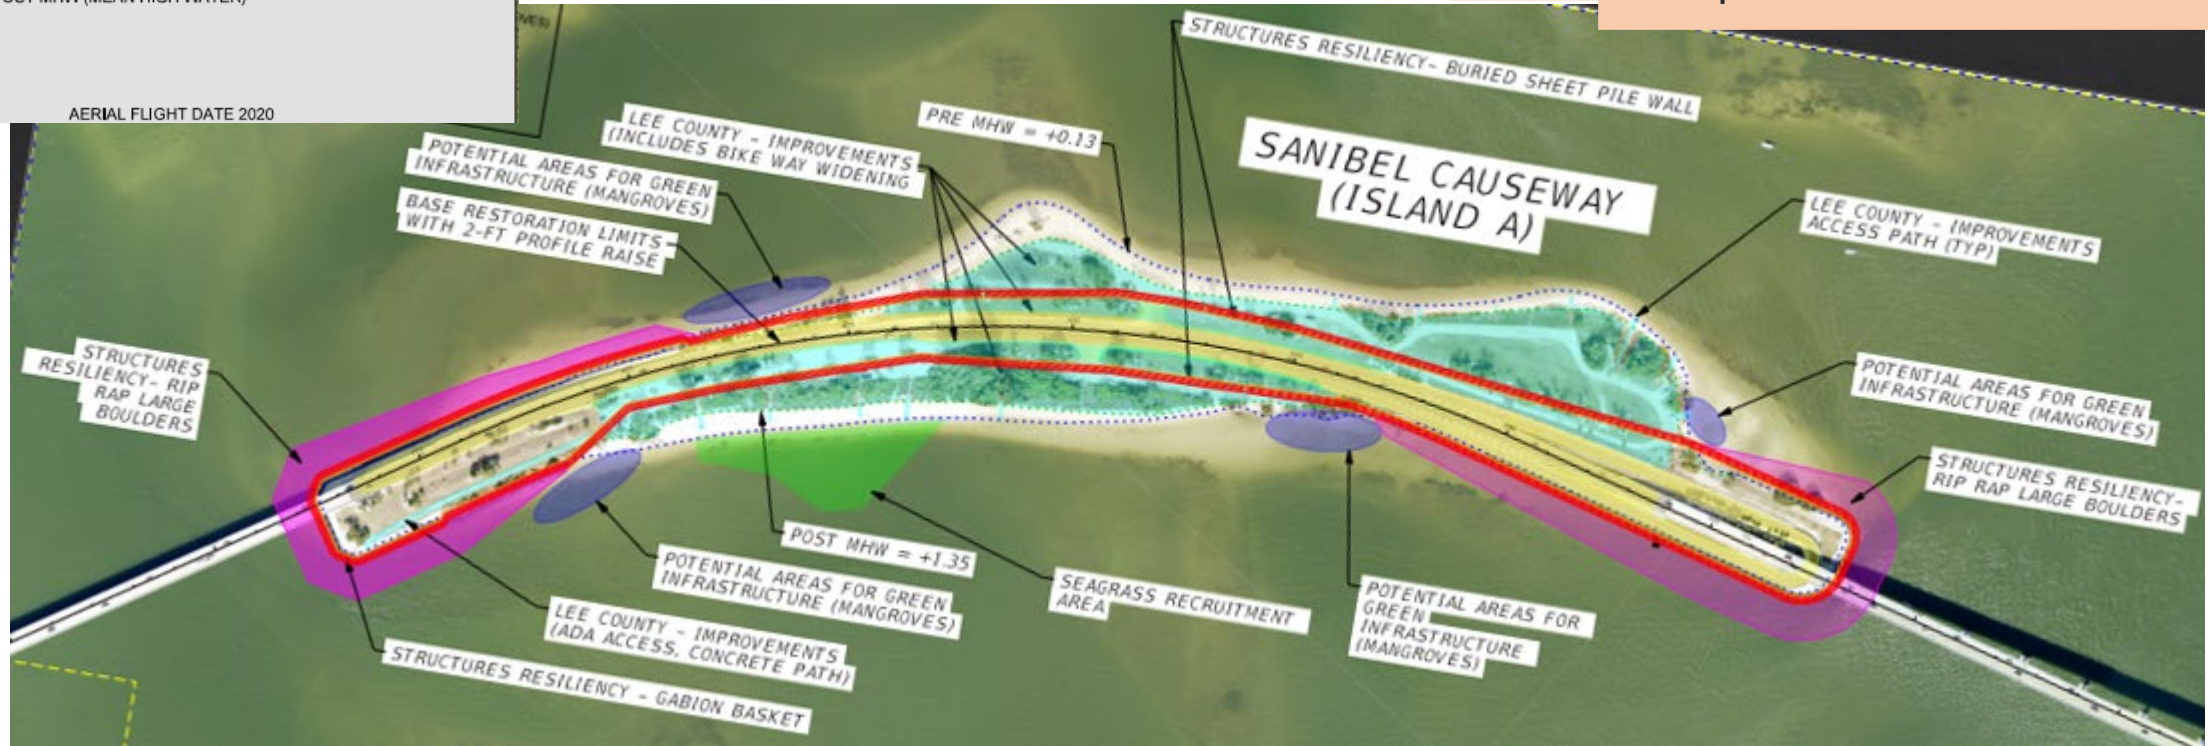 (MEAN HIGH WATER)
AERIAL FLIGHT DATE 2020
STRUCTURES RESILIENCY- BURIED SHEET PILE WALL
LEE COUNTY - IMPROVEMENTS
(INCLUDES BIKE WAY WIDENING
PRE MHW = +0.13
SANIBEL CAUSEWAY
(ISLAND A)
POTENTIAL AREAS FOR GREEN
INFRASTRUCTURE (MANGROVES)
BASE RESTORATION LIMITS
WITH 2-FT PROFILE RAISE
LEE COUNTY - IMPROVEMENTS
ACCESS PATH (TYP)
STRUCTURES
RESILIENCY- RIP
RAP LARGE
BOULDERS
POTENTIAL AREAS FOR GREEN
INFRASTRUCTURE (MANGROVES)
STRUCTURES RESILIENCY-
RIP RAP LARGE BOULDERS
POST MHW = +1.35
POTENTIAL AREAS FOR GREEN
INFRASTRUCTURE (MANGROVES)
SEAGRASS RECRUITMENT
AREA
POTENTIAL AREAS FOR
GREEN
INFRASTRUCTURE
(MANGROVES)
LEE COUNTY - IMPROVEMENTS
(ADA ACCESS, CONCRETE PATH)
STRUCTURES RESILIENCY - GABION BASKET